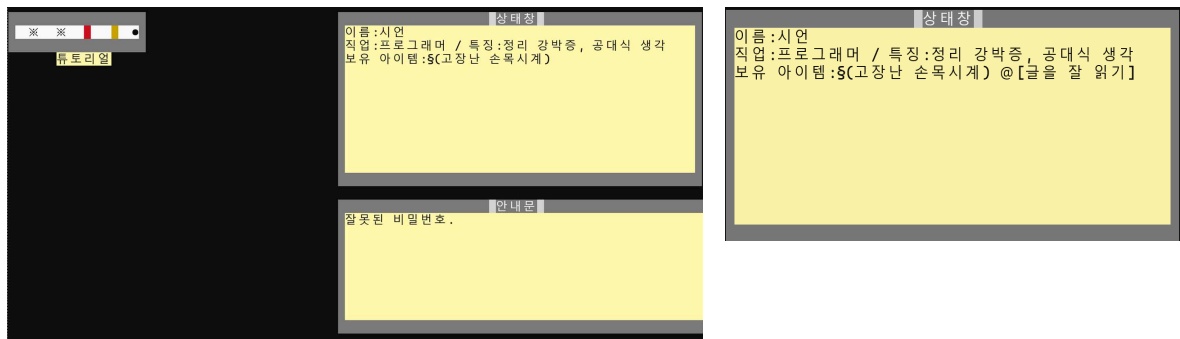 ※ ※
튜토리얼
상태창
이름:시언
직업:프로그래머 / 특징:정리 강박증, 공대식 생각
보유 아이템:§(고장난 손목시계)
안내문
잘못된 비밀번호.
상태창
이름:시언
직업:프로그래머 / 특징:정리 강박증, 공대식 생각
보유 아이템:§(고장난 손목시계) @[글을 잘 읽기]